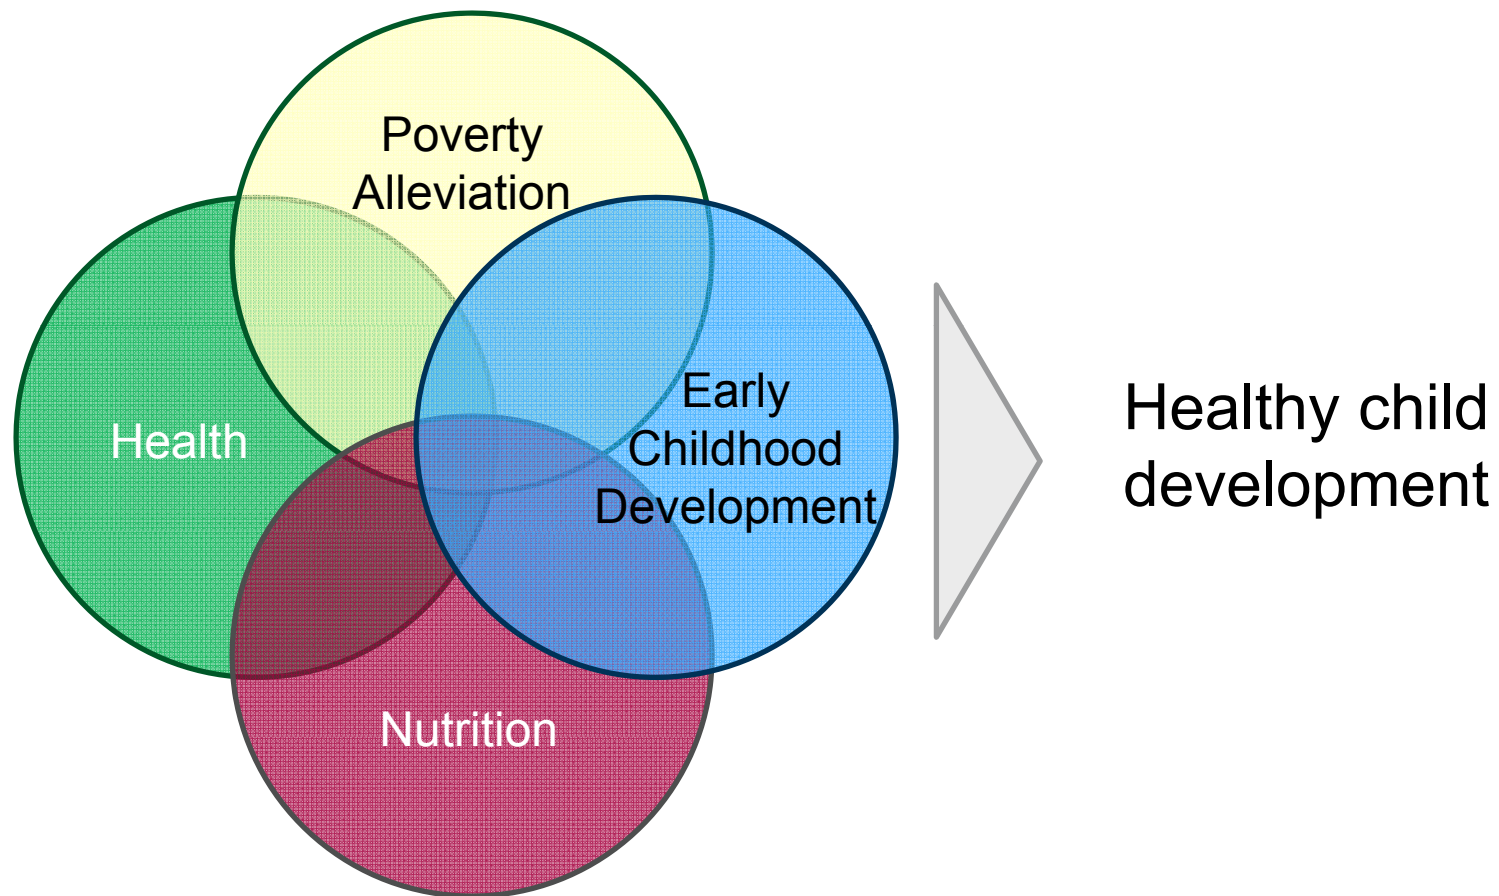 Poverty
Alleviation
Health
Early
Childhood
Development
Nutrition
Healthy child
development